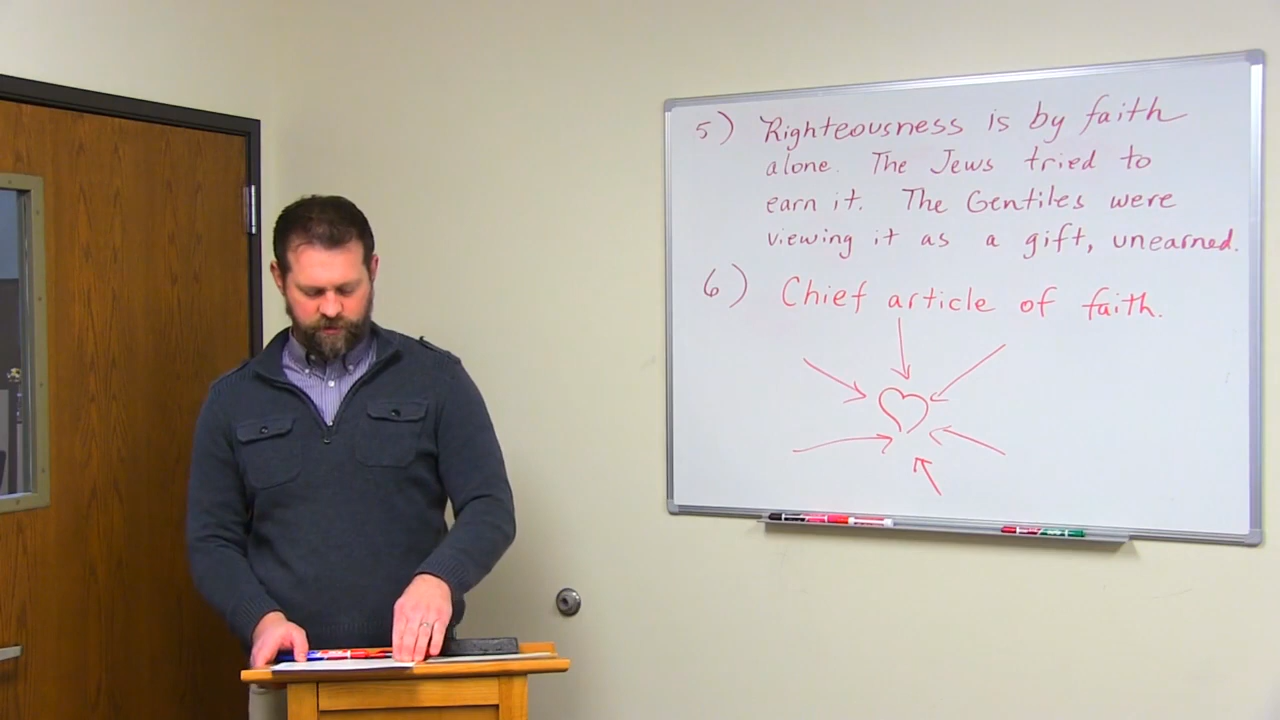 5) Righteousness is by faith
alone. The Jews tried to
earn it. The Gentiles were
viewing it as a gift, unearned.
6) Chief article of faith.